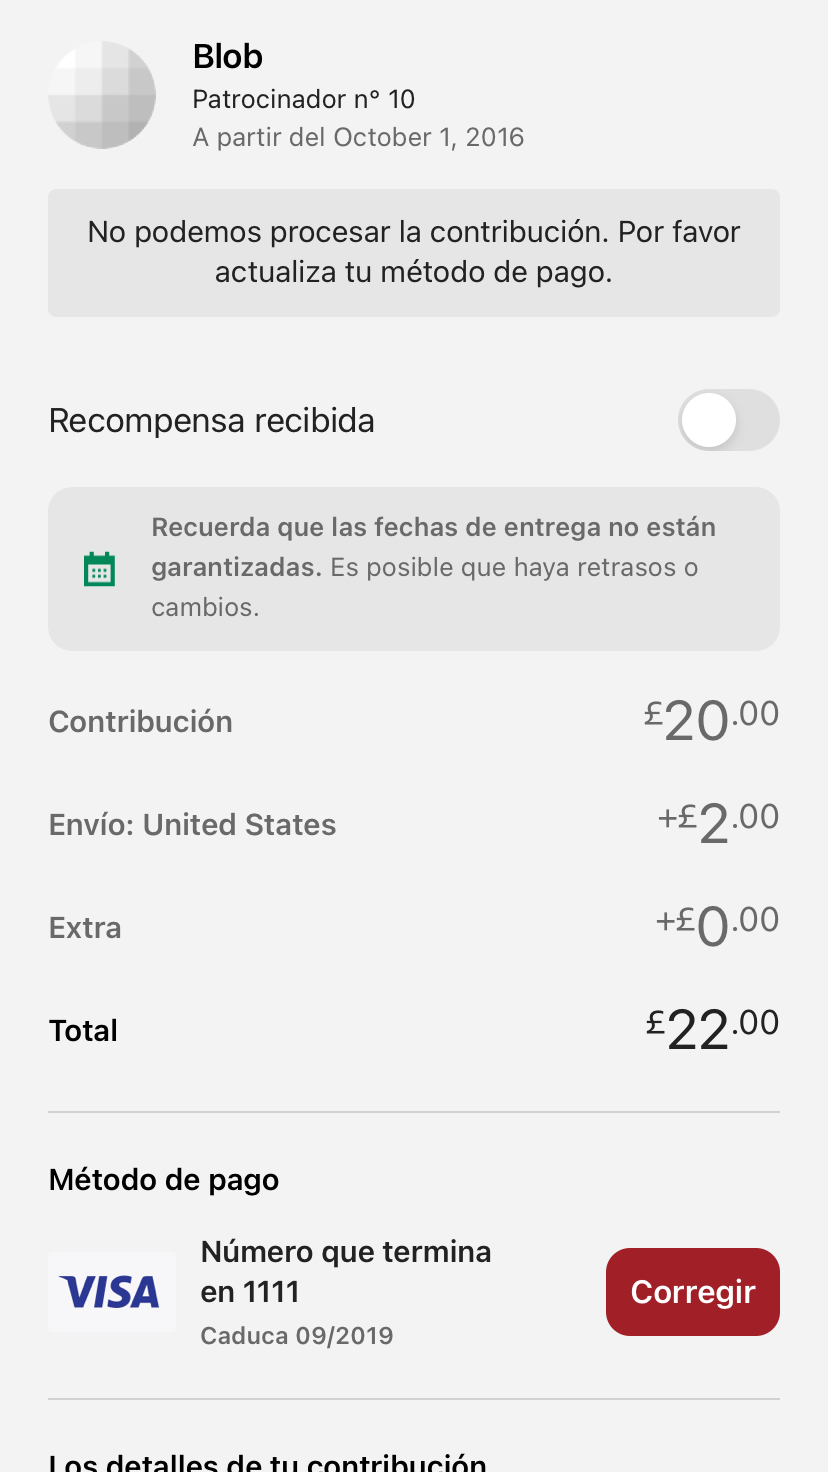 Blob
Patrocinador n° 10
A partir del October 1, 2016
No podemos procesar la contribución. Por favor
actualiza tu método de pago.
Recompensa recibida
Recuerda que las fechas de entrega no están
garantizadas. Es posible que haya retrasos o
cambios.
Contribución £20.00
Envío: United States +£2.00
Extra +£0.00
Total £22.00
Método de pago
VISA
Número que termina
en 1111
Caduca 09/2019
Corregir
Los detalles de tu contribución